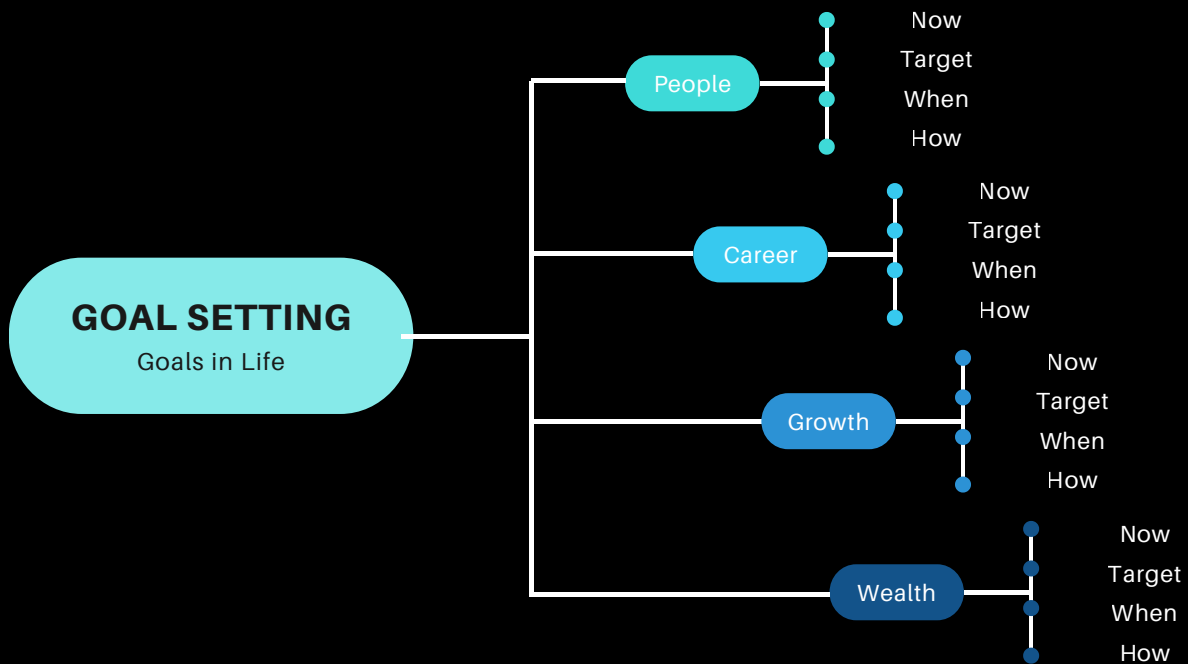 GOAL SETTING
Goals in Life
People
Now
Target
When
How
Career
Now
Target
When
How
Growth
Now
Target
When
How
Wealth
Now
Target
When
How